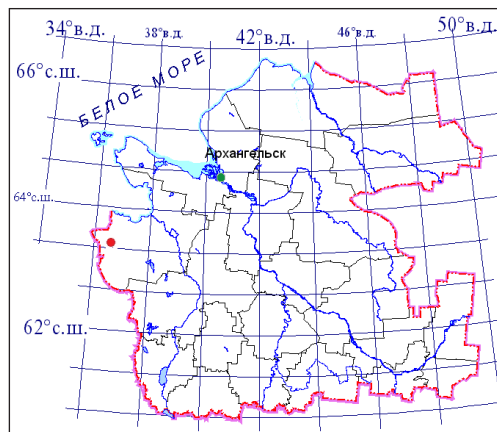 34°в.д.
38°в.д.
42°в.д.
46°в.д.
50°в.д.
66°с.ш.
БЕЛОЕ МОРЕ
Архангельск
64°с.ш.
62°с.ш.